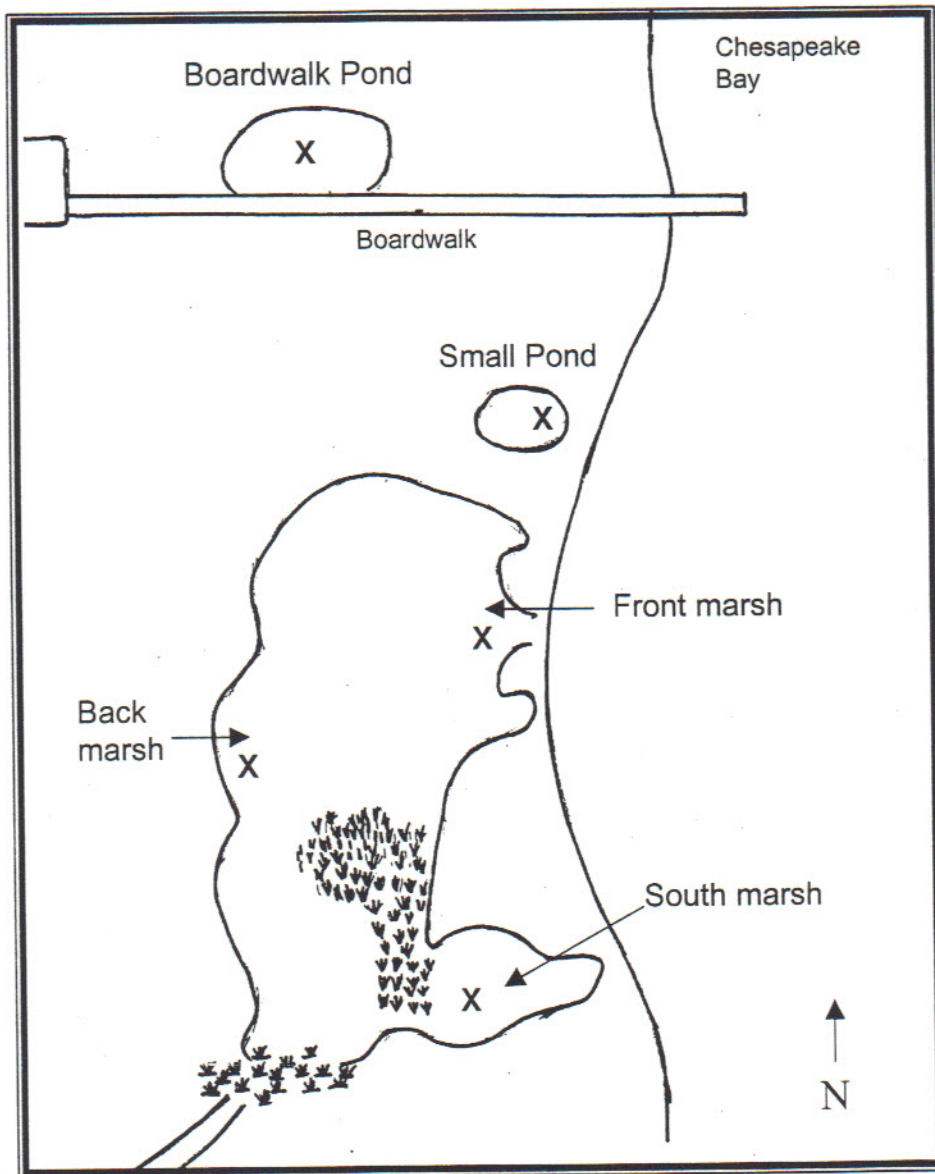 Chesapeake
Bay
Boardwalk Pond
X
Boardwalk
Small Pond
X
Front marsh
X
Back
marsh
X
South marsh
X
N